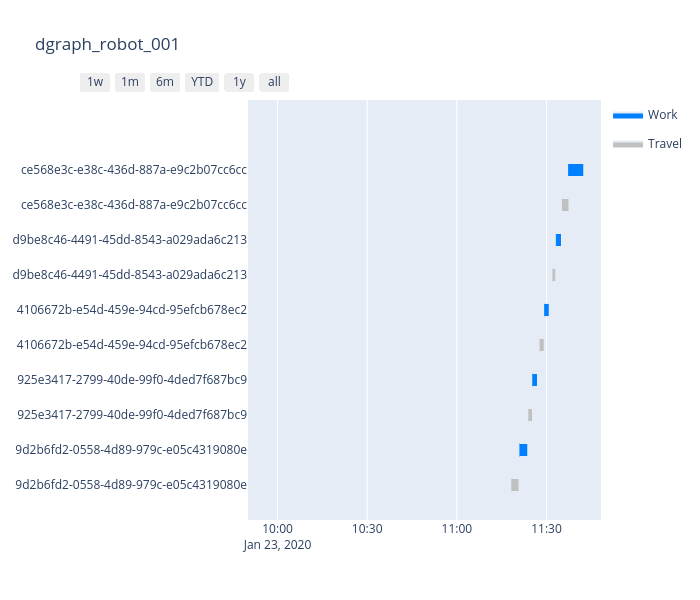 dgraph_robot_001
1w 1m 6m YTD 1y all
Work
Travel
ce568e3c-e38c-436d-887a-e9c2b07cc6cc
ce568e3c-e38c-436d-887a-e9c2b07cc6cc
d9be8c46-4491-45dd-8543-a029ada6c213
d9be8c46-4491-45dd-8543-a029ada6c213
4106672b-e54d-459e-94cd-95efcb678ec2
4106672b-e54d-459e-94cd-95efcb678ec2
925e3417-2799-40de-99f0-4ded7f687bc9
925e3417-2799-40de-99f0-4ded7f687bc9
9d2b6fd2-0558-4d89-979c-e05c4319080e
9d2b6fd2-0558-4d89-979c-e05c4319080e
10:00 10:30 11:00 11:30
Jan 23, 2020